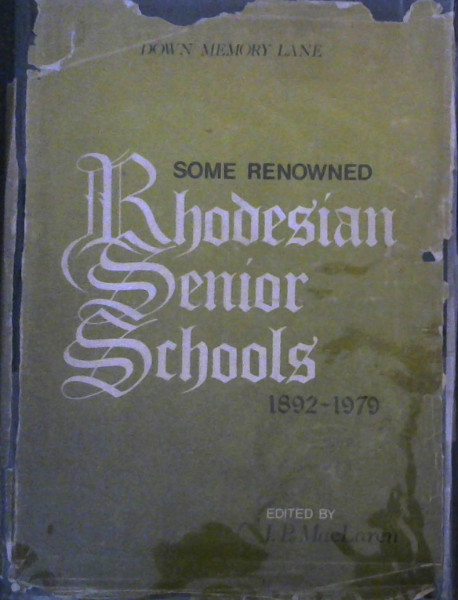 DOWN MEMORY LANE
SOME RENOWNED
Rhodesian
Senior
Schools
1892-1979
EDITED BY
MacLaren